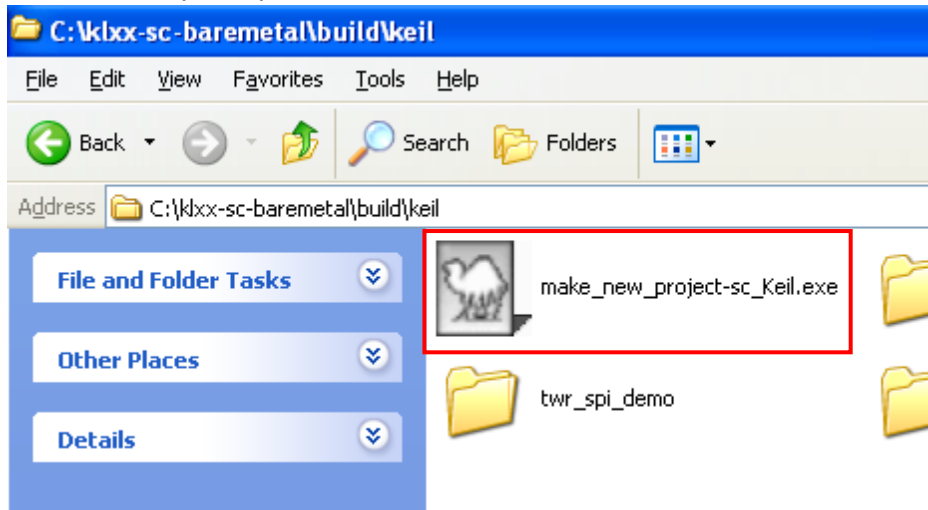 C:\klxx-sc-baremetal\build\keil
File Edit View Favorites Tools Help
Back Search Folders
Address C:\klxx-sc-baremetal\build\keil
File and Folder Tasks
make_new_project-sc_Keil.exe
Other Places
twr_spi_demo
Details